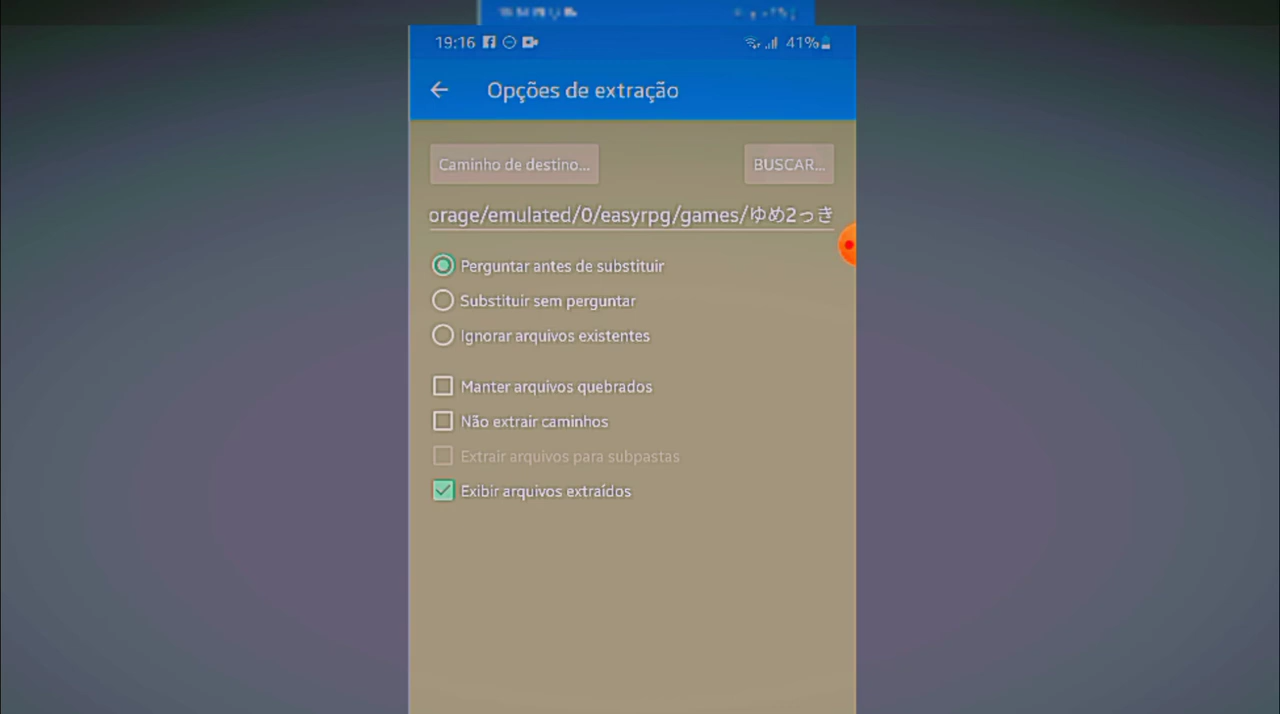 19:16
41%
Opções de extração
Caminho de destino...
BUSCAR...
orage/emulated/0/easyrpg/games/ゆめ2っき
Perguntar antes de substituir
Substituir sem perguntar
Ignorar arquivos existentes
Manter arquivos quebrados
Não extrair caminhos
Extrair arquivos para subpastas
Exibir arquivos extraídos